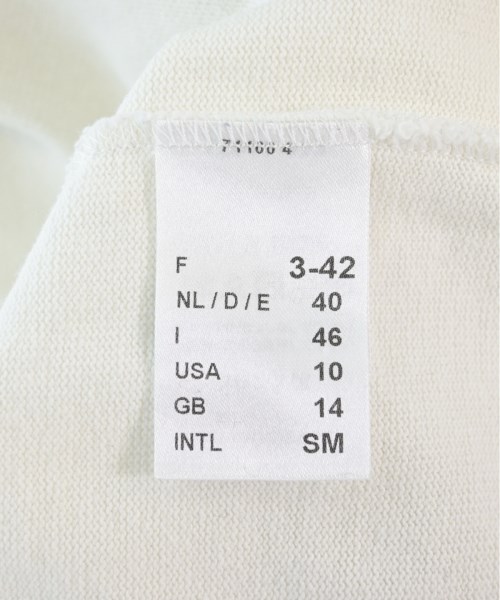 F 3-42
NL / D / E 40
I 46
USA 10
GB 14
INTL SM